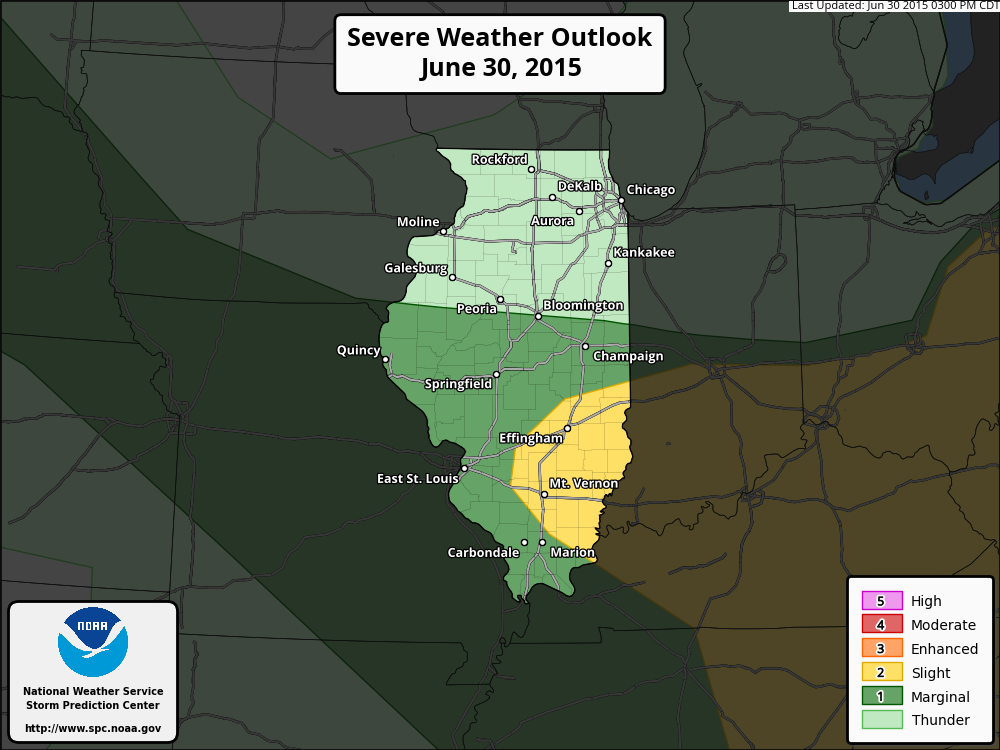 Last Updated: Jun 30 2015 0300 PM CDT
Severe Weather Outlook
June 30, 2015
Rockford
DeKalb
Chicago
Aurora
Moline
Kankakee
Galesburg
Peoria
Bloomington
Quincy
Champaign
Springfield
Effingham
East St. Louis
Mt. Vernon
Carbondale
Marion
5 High
4 Moderate
3 Enhanced
2 Slight
1 Marginal
Thunder
NOAA
National Weather Service
Storm Prediction Center
http://www.spc.noaa.gov